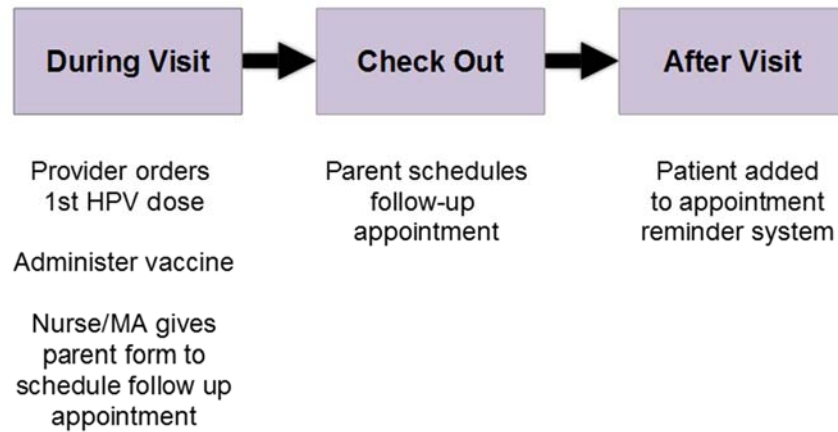 During Visit
Check Out
After Visit
Provider orders
1st HPV dose
Administer vaccine
Nurse/MA gives
parent form to
schedule follow up
appointment
Parent schedules
follow-up
appointment
Patient added
to appointment
reminder system